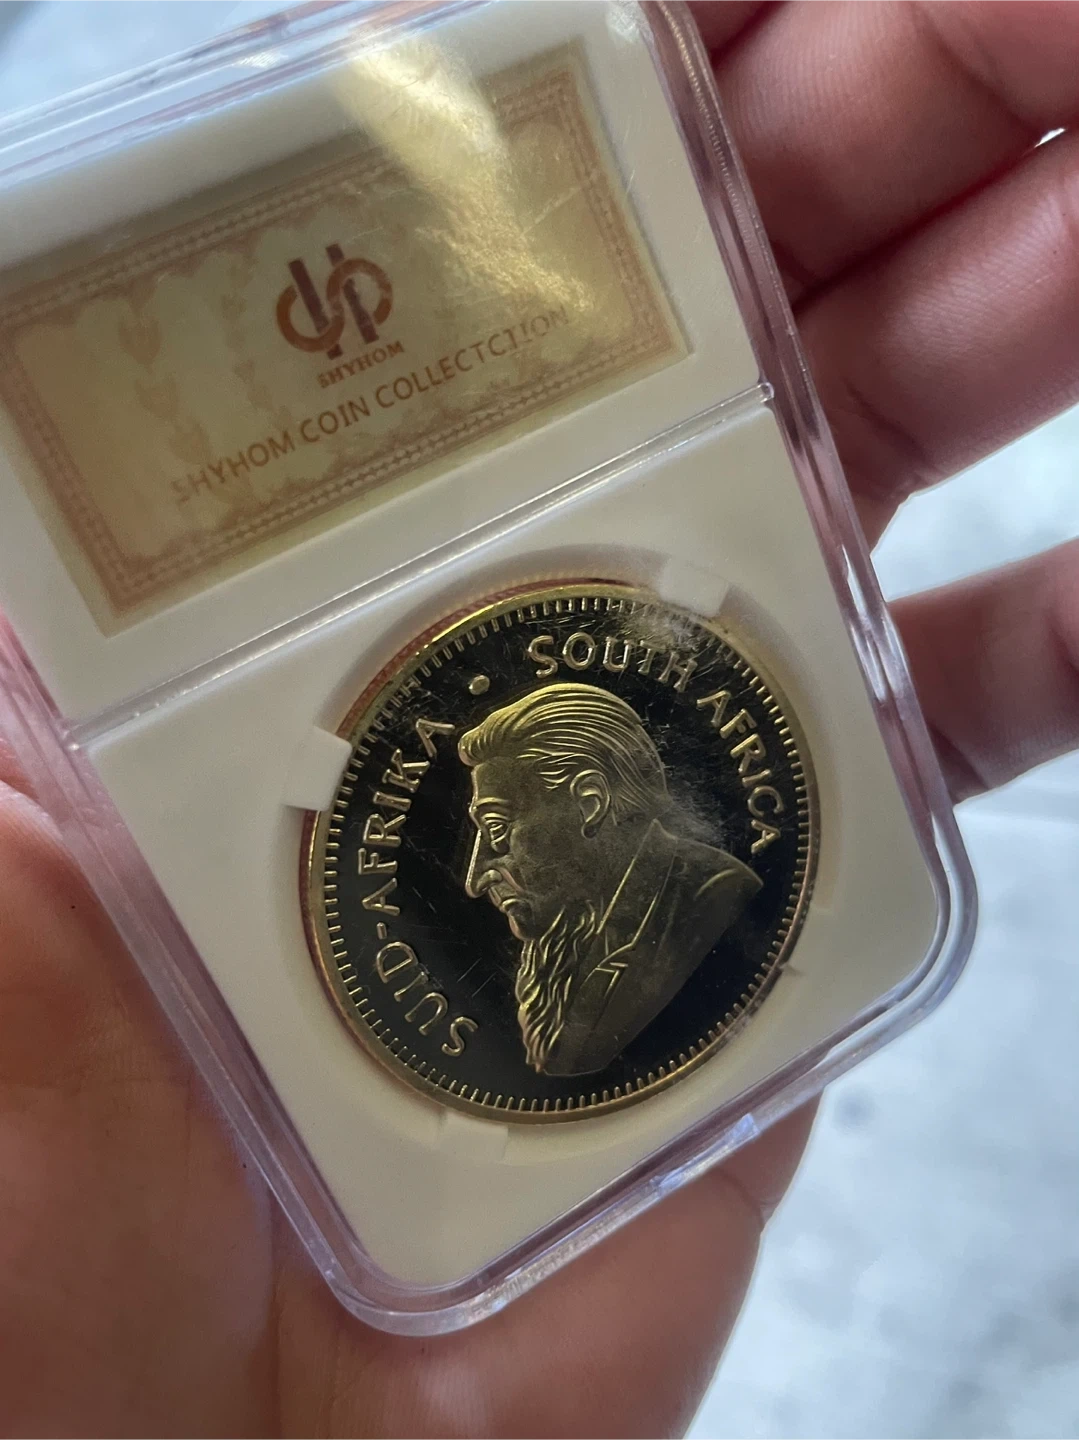 SHYHOM
SHYHOM COIN COLLECTCTION
SUID-AFRIKA • SOUTH AFRICA